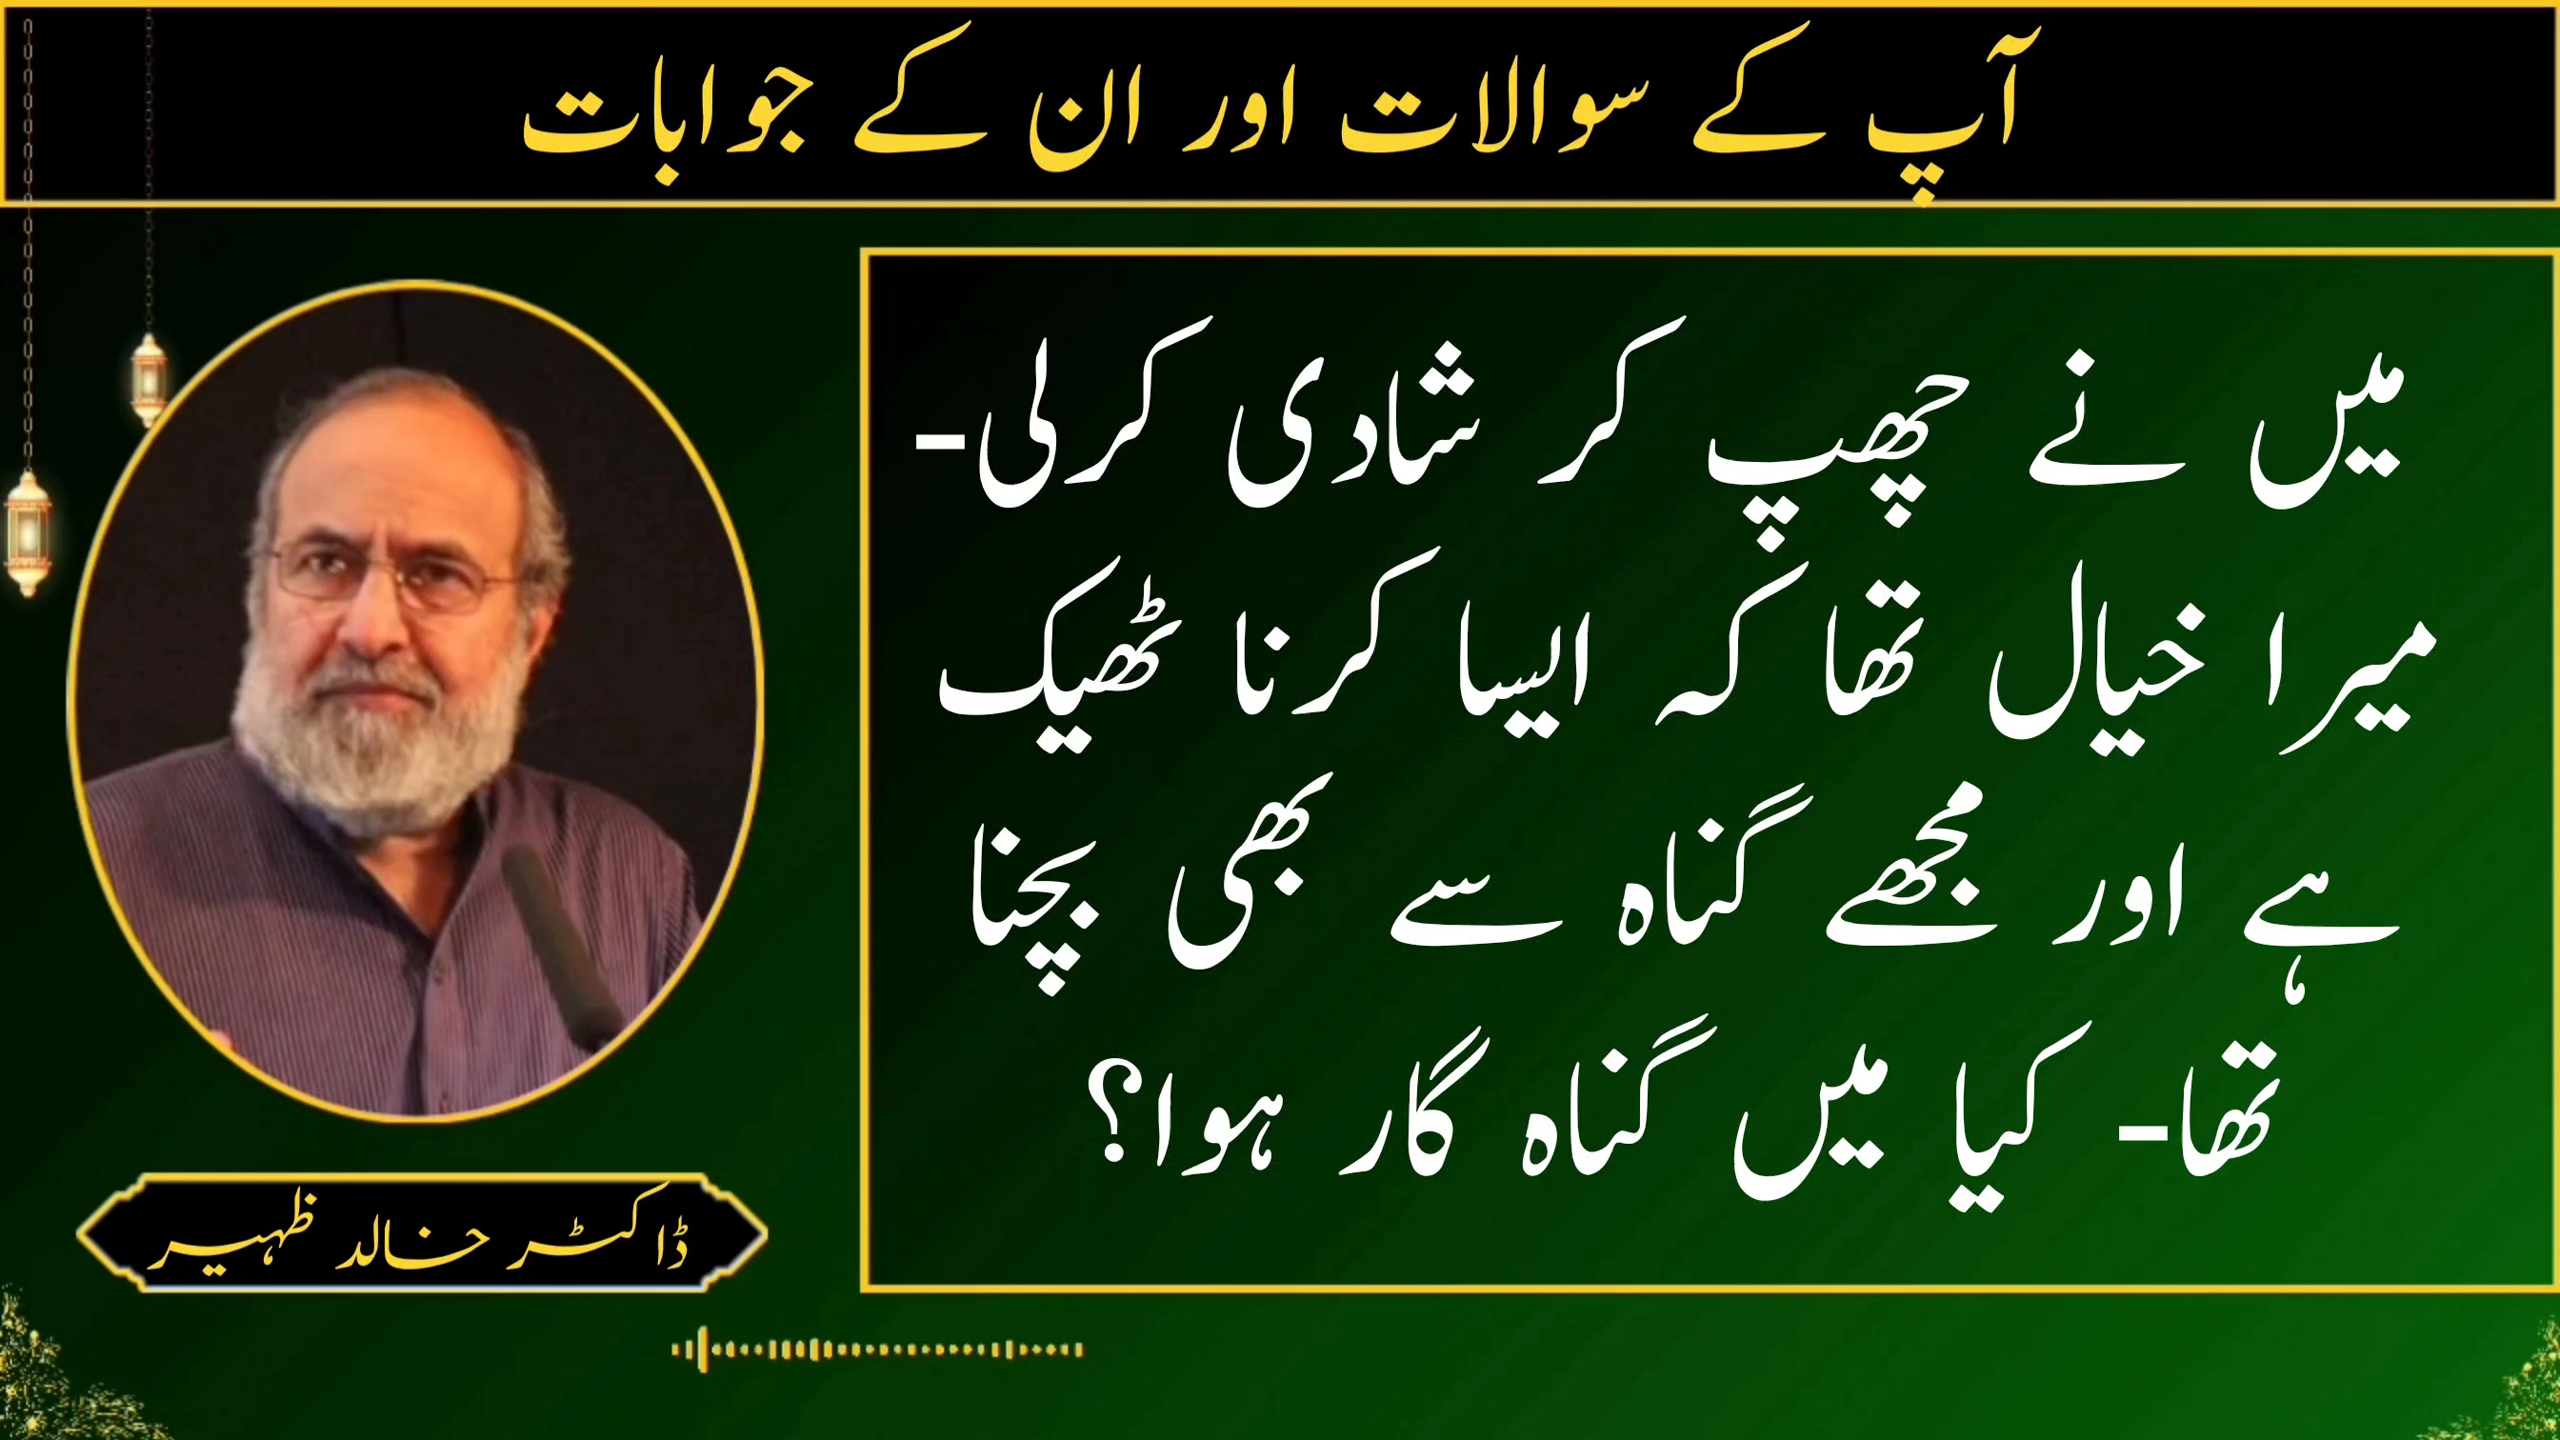 آپ کے سوالات اور ان کے جوابات
میں نے چھپ کر شادی کرلی-
میرا خیال تھا کہ ایسا کرنا ٹھیک
ہے اور مجھے گناہ سے بھی بچنا
تھا- کیا میں گناہ گار ہوا؟
ڈاکٹر خالد ظہیر